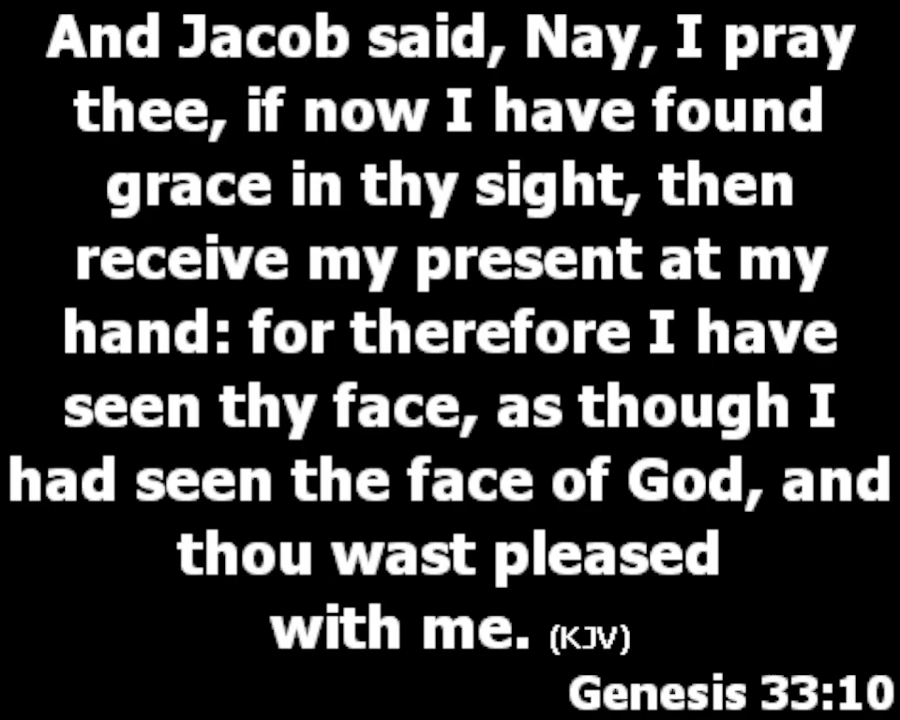 And Jacob said, Nay, I pray
thee, if now I have found
grace in thy sight, then
receive my present at my
hand: for therefore I have
seen thy face, as though I
had seen the face of God, and
thou wast pleased
with me. (KJV)
Genesis 33:10